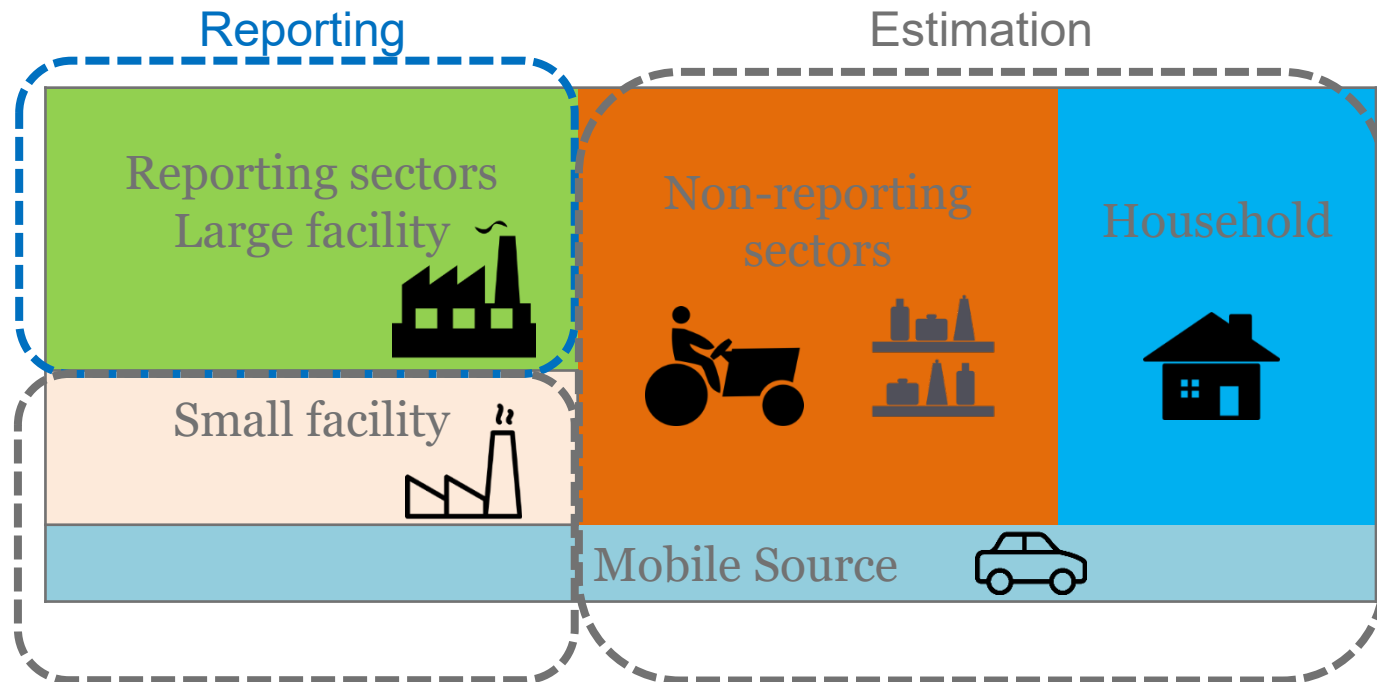 Reporting
Estimation
Reporting sectors
Large facility
Non-reporting
sectors
Household
Small facility
Mobile Source